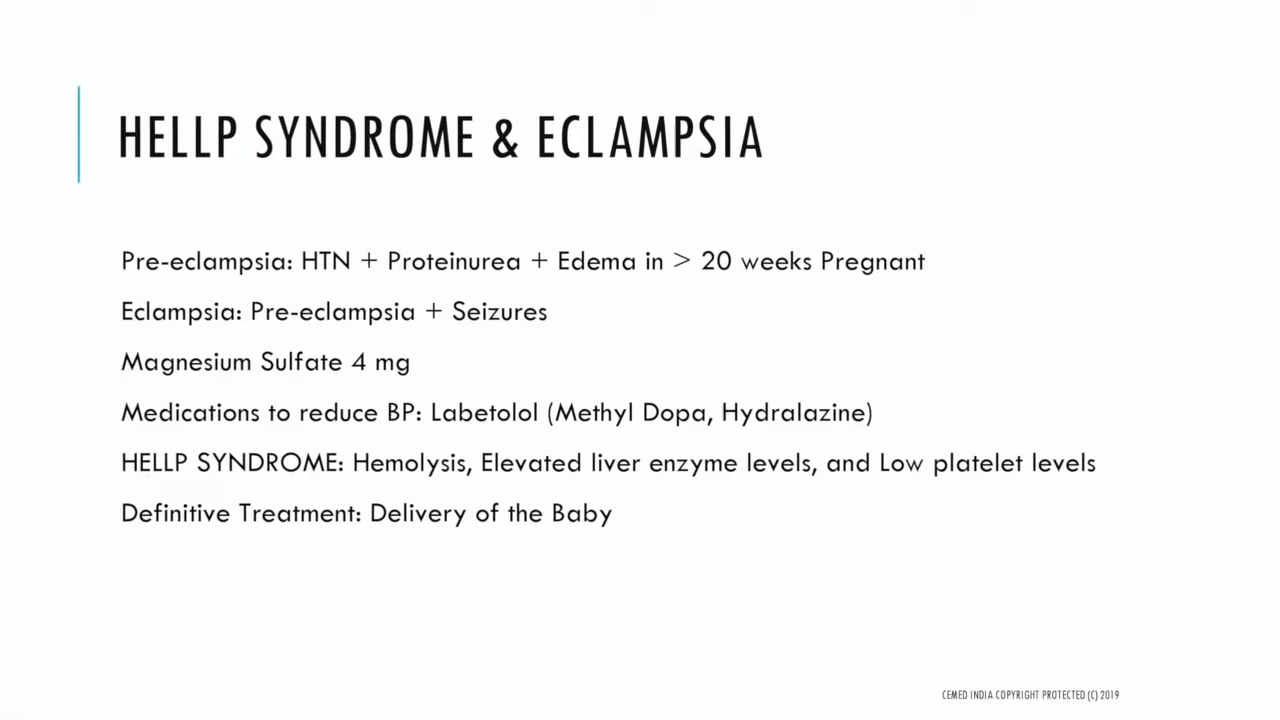 HELLP SYNDROME & ECLAMPSIA
Pre-eclampsia: HTN + Proteinurea + Edema in > 20 weeks Pregnant
Eclampsia: Pre-eclampsia + Seizures
Magnesium Sulfate 4 mg
Medications to reduce BP: Labetolol (Methyl Dopa, Hydralazine)
HELLP SYNDROME: Hemolysis, Elevated liver enzyme levels, and Low platelet levels
Definitive Treatment: Delivery of the Baby
CEMED INDIA COPYRIGHT PROTECTED (C) 2019